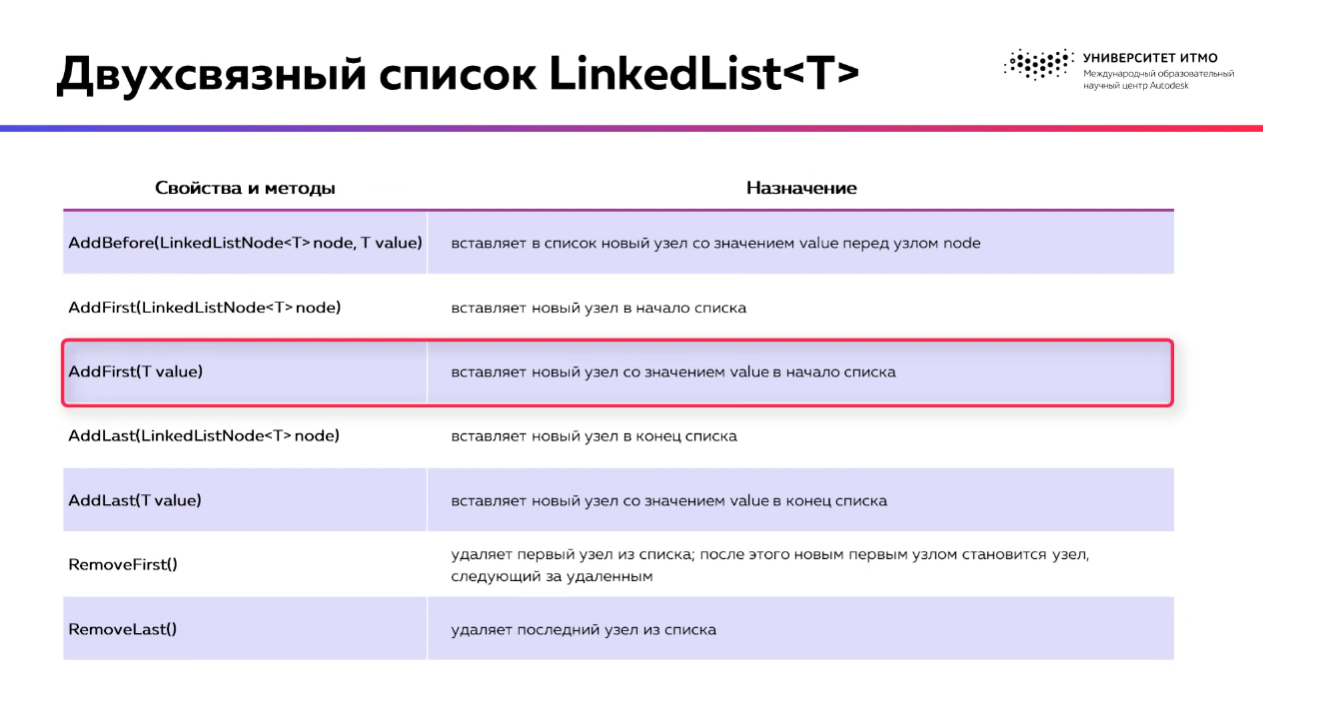 Двухсвязный список LinkedList<T>
УНИВЕРСИТЕТ ИТМО
Международный образовательный
научный центр Autodesk
Свойства и методы
Назначение
AddBefore(LinkedListNode<T> node, T value)
вставляет в список новый узел со значением value перед узлом node
AddFirst(LinkedListNode<T> node)
вставляет новый узел в начало списка
AddFirst(T value)
вставляет новый узел со значением value в начало списка
AddLast(LinkedListNode<T> node)
вставляет новый узел в конец списка
AddLast(T value)
вставляет новый узел со значением value в конец списка
RemoveFirst()
удаляет первый узел из списка; после этого новым первым узлом становится узел,
следующий за удаленным
RemoveLast()
удаляет последний узел из списка